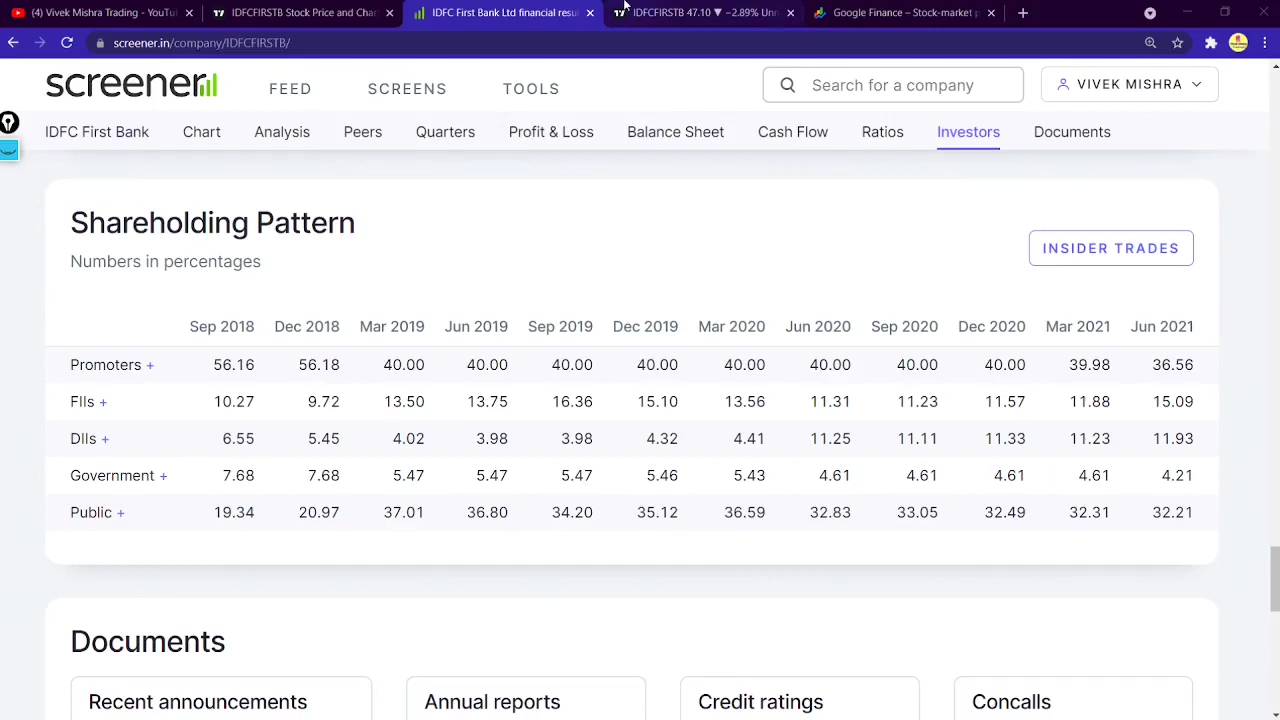 (4) Vivek Mishra Trading - YouTu
IDFCFIRSTB Stock Price and Char
IDFC First Bank Ltd financial resul
IDFCFIRSTB 47.10 ▼ −2.89% Unn
Google Finance – Stock-market p
screener.in/company/IDFCFIRSTB/
screener
FEED SCREENS TOOLS
Search for a company
VIVEK MISHRA
IDFC First Bank Chart Analysis Peers Quarters Profit & Loss Balance Sheet Cash Flow Ratios Investors Documents
Shareholding Pattern
Numbers in percentages
INSIDER TRADES
Sep 2018 Dec 2018 Mar 2019 Jun 2019 Sep 2019 Dec 2019 Mar 2020 Jun 2020 Sep 2020 Dec 2020 Mar 2021 Jun 2021
Promoters + 56.16 56.18 40.00 40.00 40.00 40.00 40.00 40.00 40.00 40.00 39.98 36.56
FIIs + 10.27 9.72 13.50 13.75 16.36 15.10 13.56 11.31 11.23 11.57 11.88 15.09
DIIs + 6.55 5.45 4.02 3.98 3.98 4.32 4.41 11.25 11.11 11.33 11.23 11.93
Government + 7.68 7.68 5.47 5.47 5.47 5.46 5.43 4.61 4.61 4.61 4.61 4.21
Public + 19.34 20.97 37.01 36.80 34.20 35.12 36.59 32.83 33.05 32.49 32.31 32.21
Documents
Recent announcements
Annual reports
Credit ratings
Concalls